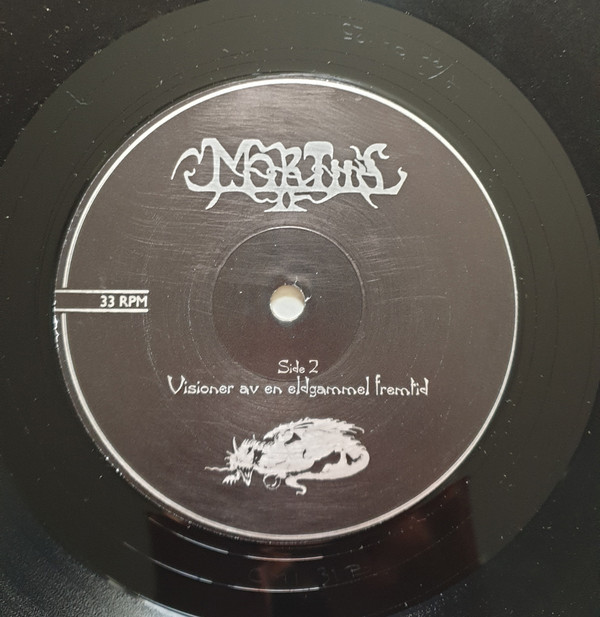 MORTIIS
33 RPM
Side 2
Visioner av en eldgammel fremtid